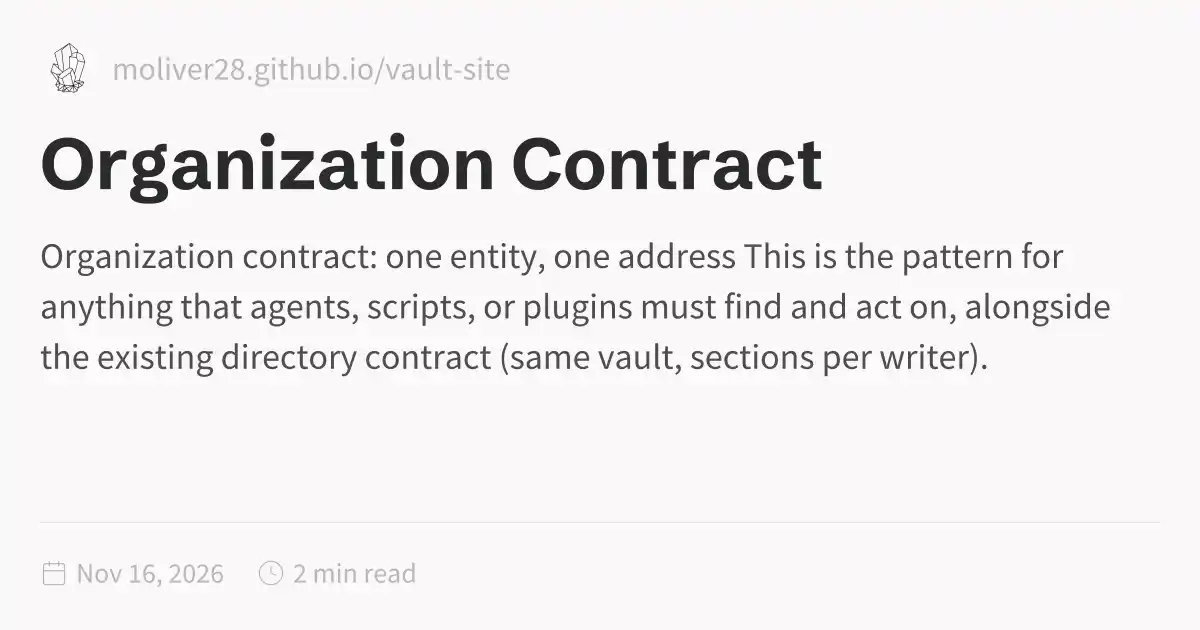 moliver28.github.io/vault-site
Organization Contract
Organization contract: one entity, one address This is the pattern for
anything that agents, scripts, or plugins must find and act on, alongside
the existing directory contract (same vault, sections per writer).
Nov 16, 2026 2 min read